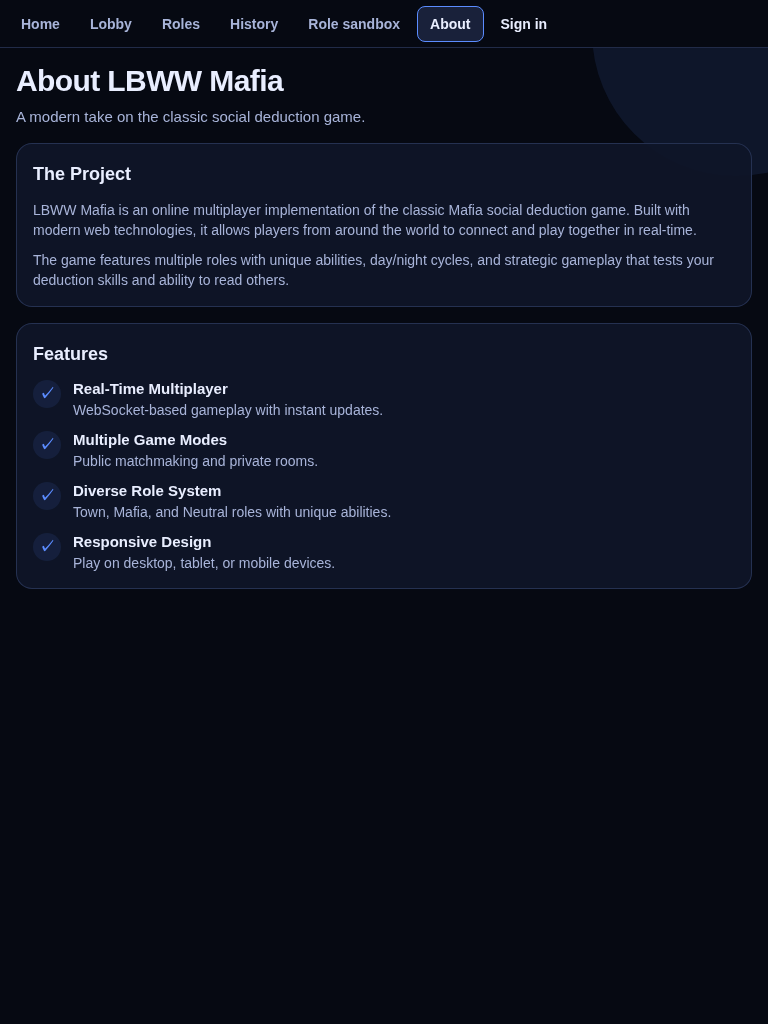 Home Lobby Roles History Role sandbox About Sign in
About LBWW Mafia
A modern take on the classic social deduction game.
The Project
LBWW Mafia is an online multiplayer implementation of the classic Mafia social deduction game. Built with
modern web technologies, it allows players from around the world to connect and play together in real-time.
The game features multiple roles with unique abilities, day/night cycles, and strategic gameplay that tests your
deduction skills and ability to read others.
Features
✓ Real-Time Multiplayer
WebSocket-based gameplay with instant updates.
✓ Multiple Game Modes
Public matchmaking and private rooms.
✓ Diverse Role System
Town, Mafia, and Neutral roles with unique abilities.
✓ Responsive Design
Play on desktop, tablet, or mobile devices.